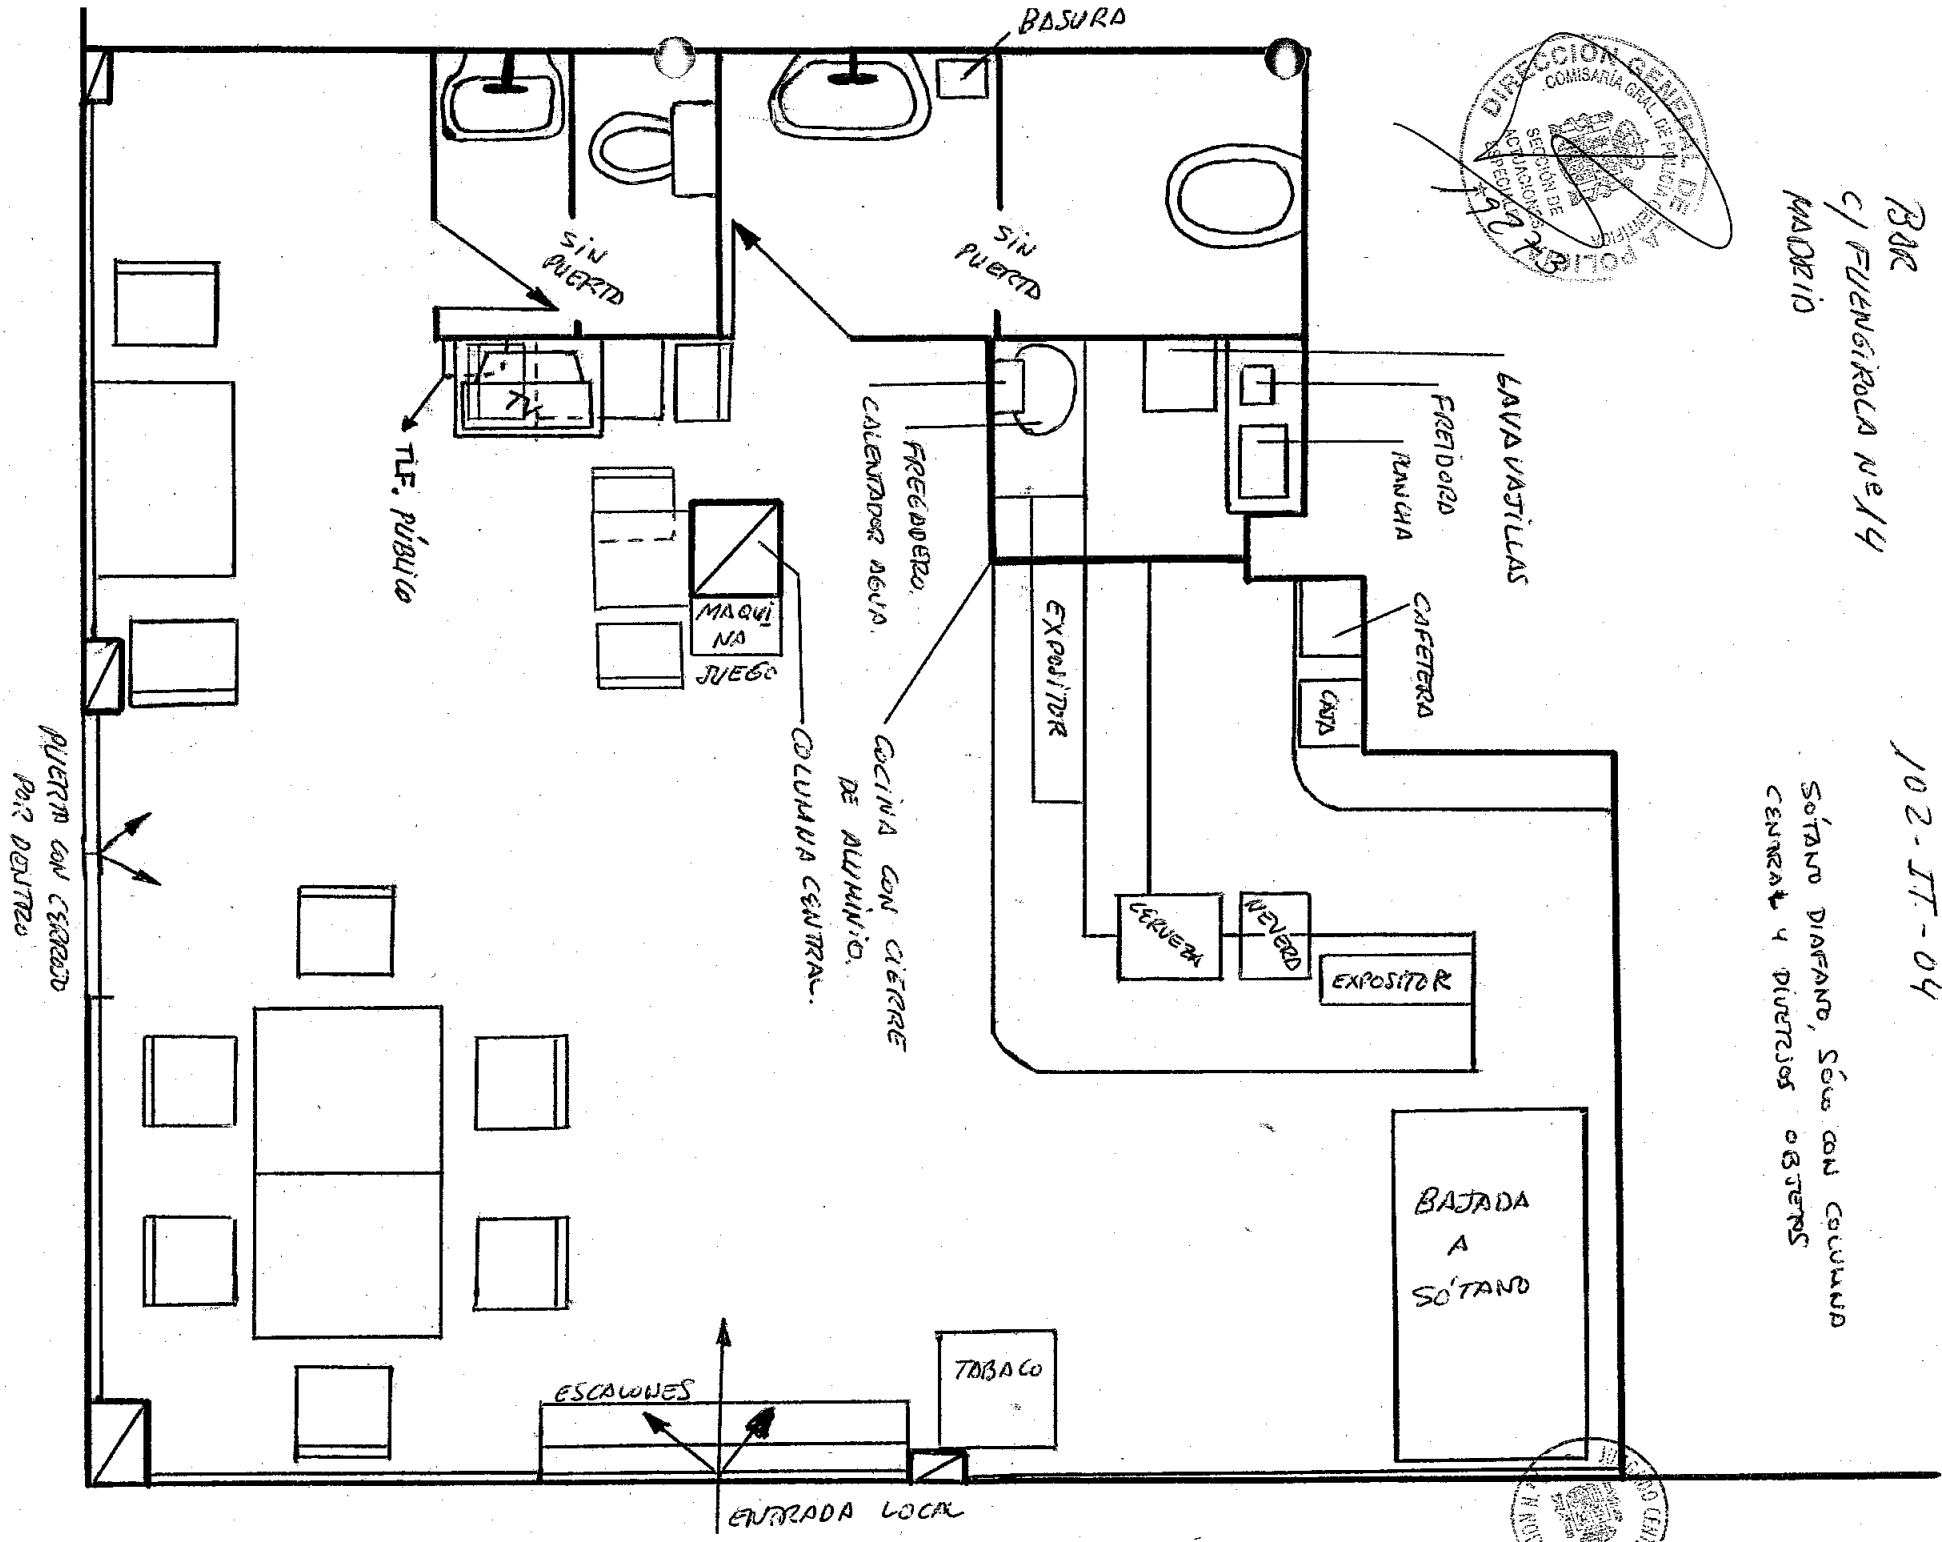 BASURA
DIRECCIÓN GENERAL DE LA POLICÍA
COMISARÍA GRAL. DE POLICÍA CIENTÍFICA
SECCIÓN DE
ACTUACIONES
ESPECIALES
BAR
C/ FUENGIROLA Nº 14
MADRID
102-IT-04
SÓTANO DIAFANO, SÓLO CON COLUMNA
CENTRAL Y DIVERSOS OBJETOS
SIN
PUERTA
SIN
PUERTA
TLF. PÚBLICO
CALENTADOR AGUA.
FREGADERO.
LAVAVAJILLAS
FREIDORA
PLANCHA
MAQUI
NA
JUEGO
COLUMNA CENTRAL.
COCINA CON CIERRE
DE ALUMINIO.
EXPOSITOR
CAFETERA
CAJA
CERVEZA
NEVERA
EXPOSITOR
PUERTA CON CERROJO
POR DENTRO
BAJADA
A
SÓTANO
TABACO
ESCALONES
ENTRADA LOCAL